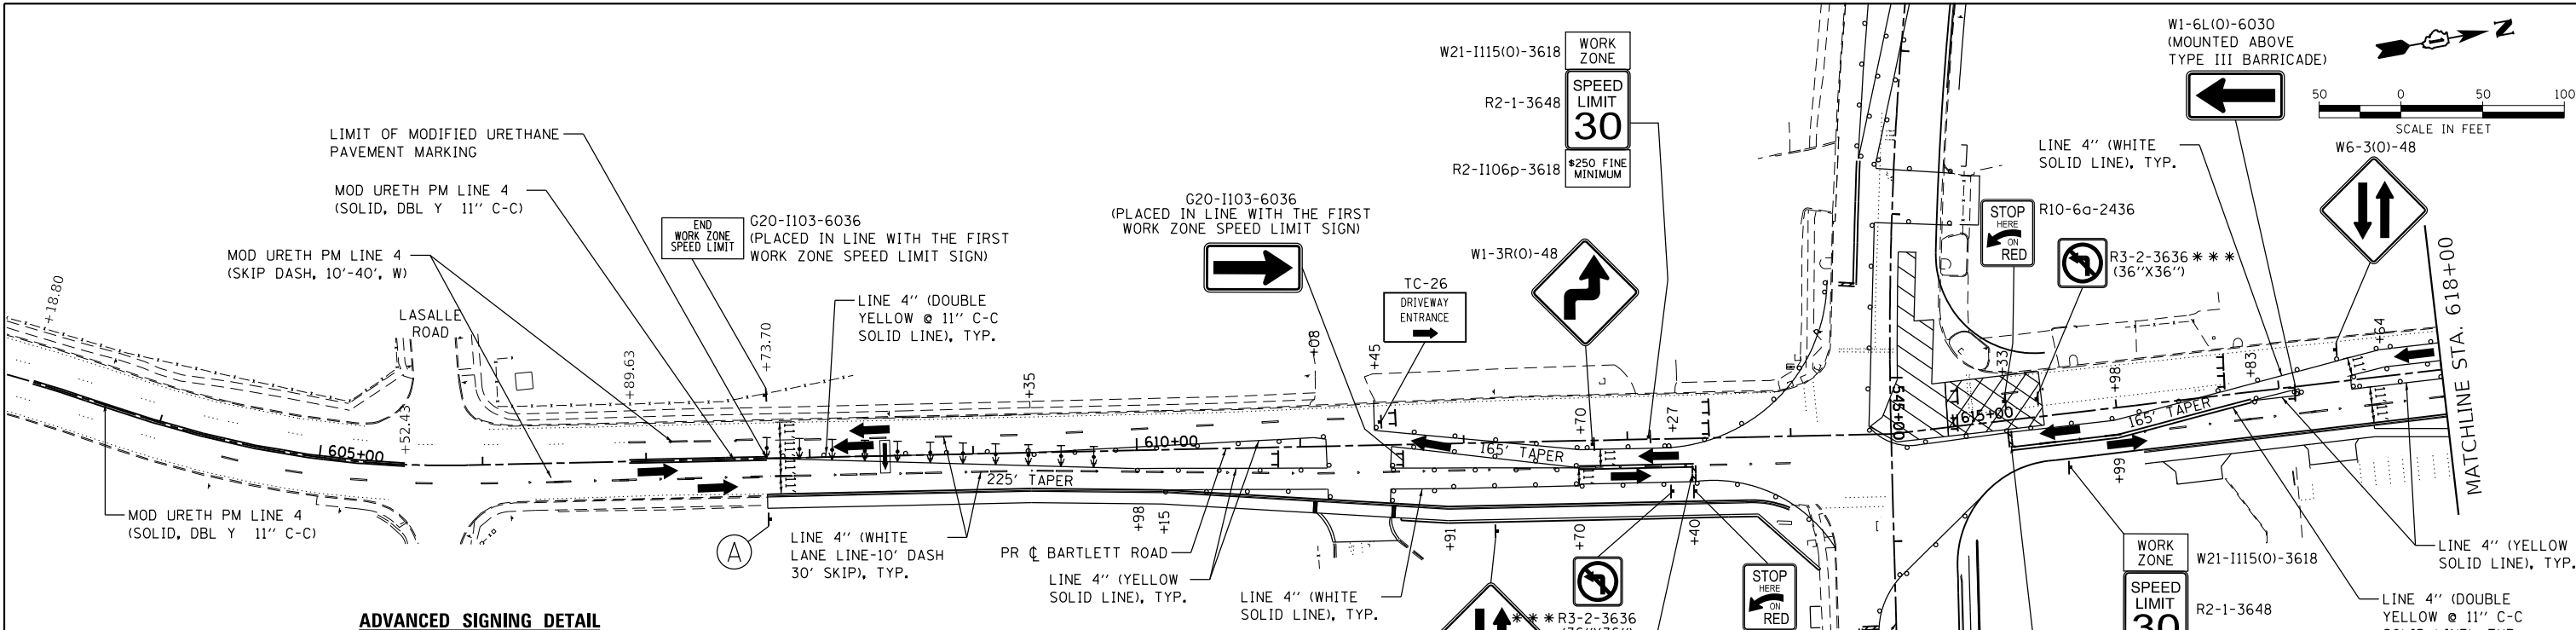 W21-I115(O)-3618
WORK
ZONE
R2-1-3648
SPEED
LIMIT
30
R2-I106p-3618
$250 FINE
MINIMUM
W1-6L(O)-6030
(MOUNTED ABOVE
TYPE III BARRICADE)
N
50
0
50
100
SCALE IN FEET
LIMIT OF MODIFIED URETHANE
PAVEMENT MARKING
MOD URETH PM LINE 4
(SOLID, DBL Y 11" C-C)
MOD URETH PM LINE 4
(SKIP DASH, 10'-40', W)
END
WORK ZONE
SPEED LIMIT
G20-I103-6036
(PLACED IN LINE WITH THE FIRST
WORK ZONE SPEED LIMIT SIGN)
G20-I103-6036
(PLACED IN LINE WITH THE FIRST
WORK ZONE SPEED LIMIT SIGN)
W1-3R(O)-48
TC-26
DRIVEWAY
ENTRANCE
LINE 4" (DOUBLE
YELLOW @ 11" C-C
SOLID LINE), TYP.
LINE 4" (WHITE
SOLID LINE), TYP.
W6-3(O)-48
STOP
HERE
ON
RED
R10-6a-2436
R3-2-3636 * * *
(36"X36")
MATCHLINE STA. 618+00
+18.80
LASALLE
ROAD
+52.43
+89.63
+73.70
+35
+08
+45
+70
+27
+33
+98
+83
+64
605+00
610+00
545+00
615+00
225' TAPER
165' TAPER
165' TAPER
11'
11'
11'
11'
11'
11'
11'
11'
+98
+15
+91
+70
+40
+99
MOD URETH PM LINE 4
(SOLID, DBL Y 11" C-C)
A
LINE 4" (WHITE
LANE LINE-10' DASH
30' SKIP), TYP.
PR ℄ BARTLETT ROAD
LINE 4" (YELLOW
SOLID LINE), TYP.
LINE 4" (WHITE
SOLID LINE), TYP.
* * * R3-2-3636
STOP
HERE
ON
RED
WORK
ZONE
W21-I115(O)-3618
SPEED
LIMIT
30
R2-1-3648
LINE 4" (YELLOW
SOLID LINE), TYP.
LINE 4" (DOUBLE
YELLOW @ 11" C-C
ADVANCED SIGNING DETAIL